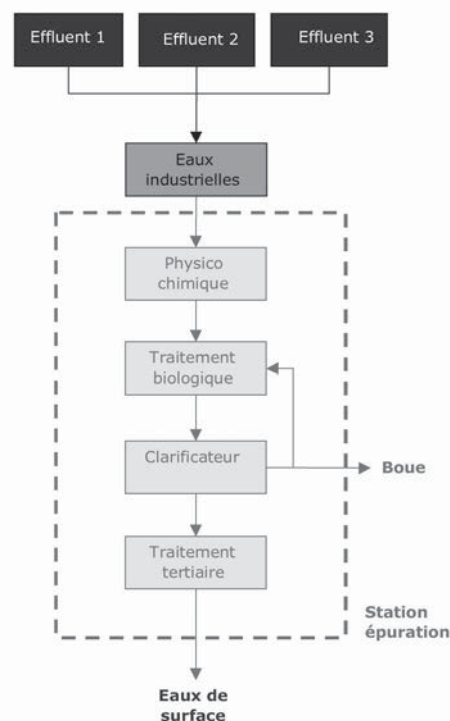 Effluent 1
Effluent 2
Effluent 3
Eaux
industrielles
Physico
chimique
Traitement
biologique
Clarificateur
Boue
Traitement
tertiaire
Station
épuration
Eaux de
surface